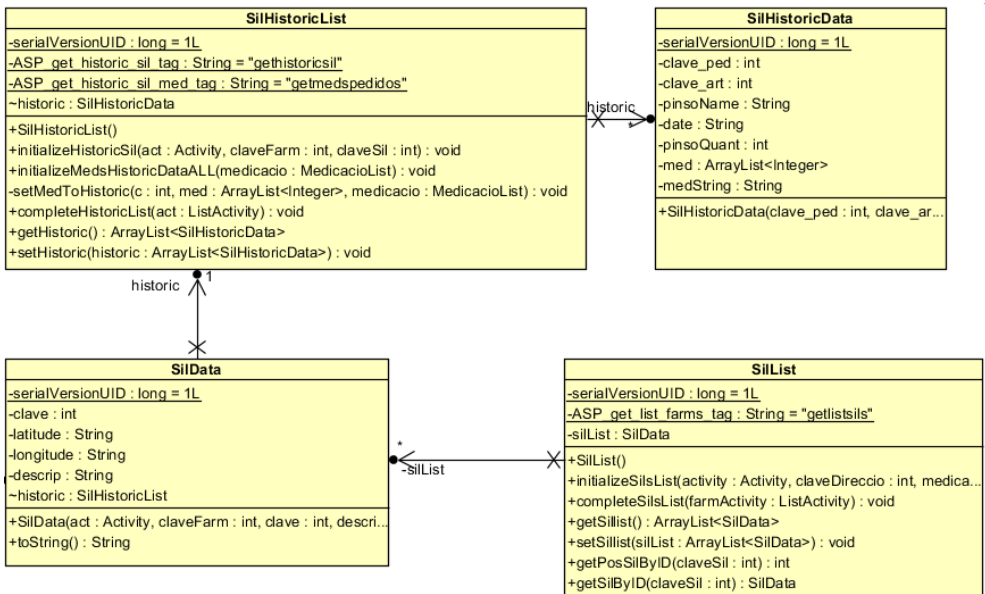 SilHistoricList
-serialVersionUID : long = 1L
-ASP_get_historic_sil_tag : String = "gethistoricsil"
-ASP_get_historic_sil_med_tag : String = "getmedspedidos"
~historic : SilHistoricData
+SilHistoricList()
+initializeHistoricSil(act : Activity, claveFarm : int, claveSil : int) : void
+initializeMedsHistoricDataALL(medicacio : MedicacioList) : void
-setMedToHistoric(c : int, med : ArrayList<Integer>, medicacio : MedicacioList) : void
+completeHistoricList(act : ListActivity) : void
+getHistoric() : ArrayList<SilHistoricData>
+setHistoric(historic : ArrayList<SilHistoricData>) : void
historic
*
SilHistoricData
-serialVersionUID : long = 1L
-clave_ped : int
-clave_art : int
-pinsoName : String
-date : String
-pinsoQuant : int
-med : ArrayList<Integer>
-medString : String
+SilHistoricData(clave_ped : int, clave_ar...
1
historic
SilData
-serialVersionUID : long = 1L
-clave : int
-latitude : String
-longitude : String
-descrip : String
~historic : SilHistoricList
+SilData(act : Activity, claveFarm : int, clave : int, descri...
+toString() : String
*
-silList
SilList
-serialVersionUID : long = 1L
-ASP_get_list_farms_tag : String = "getlistsils"
-silList : SilData
+SilList()
+initializeSilsList(activity : Activity, claveDireccio : int, medica...
+completeSilsList(farmActivity : ListActivity) : void
+getSillist() : ArrayList<SilData>
+setSillist(silList : ArrayList<SilData>) : void
+getPosSilByID(claveSil : int) : int
+getSilByID(claveSil : int) : SilData